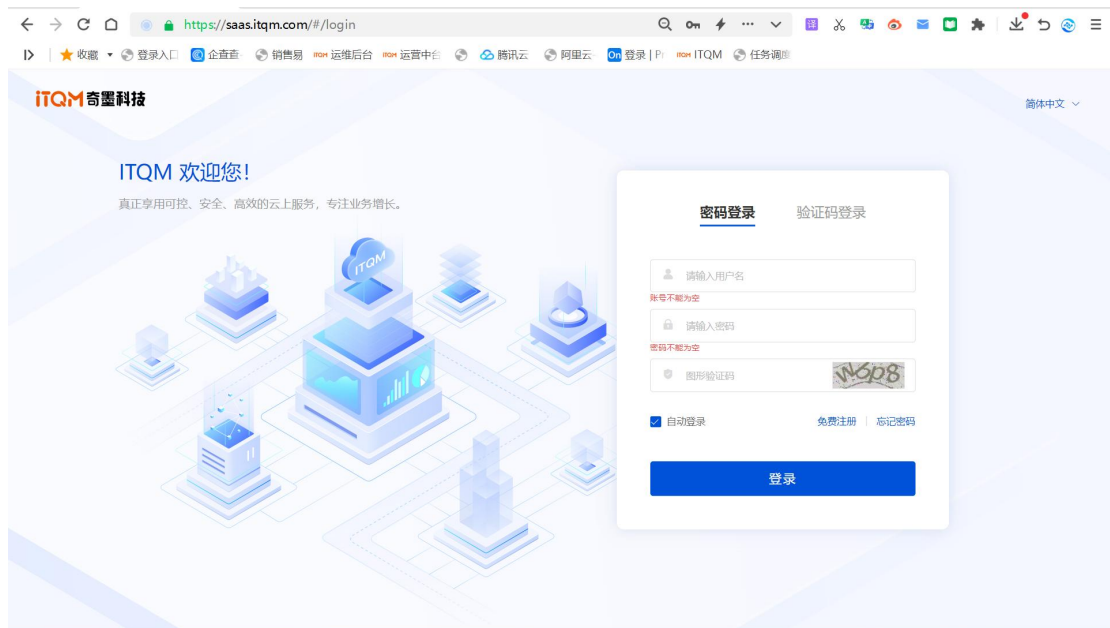 https://saas.itqm.com/#/login
收藏 登录入口 企查查 销售易 ITQM 运维后台 ITQM 运营中台 腾讯云 阿里云 On 登录 | Pr ITQM ITQM 任务调度
iTQM 奇墨科技
简体中文
ITQM 欢迎您!
真正享用可控、安全、高效的云上服务，专注业务增长。
ITQM
密码登录 验证码登录
请输入用户名
账号不能为空
请输入密码
密码不能为空
图形验证码 W6p8
自动登录 免费注册 忘记密码
登录